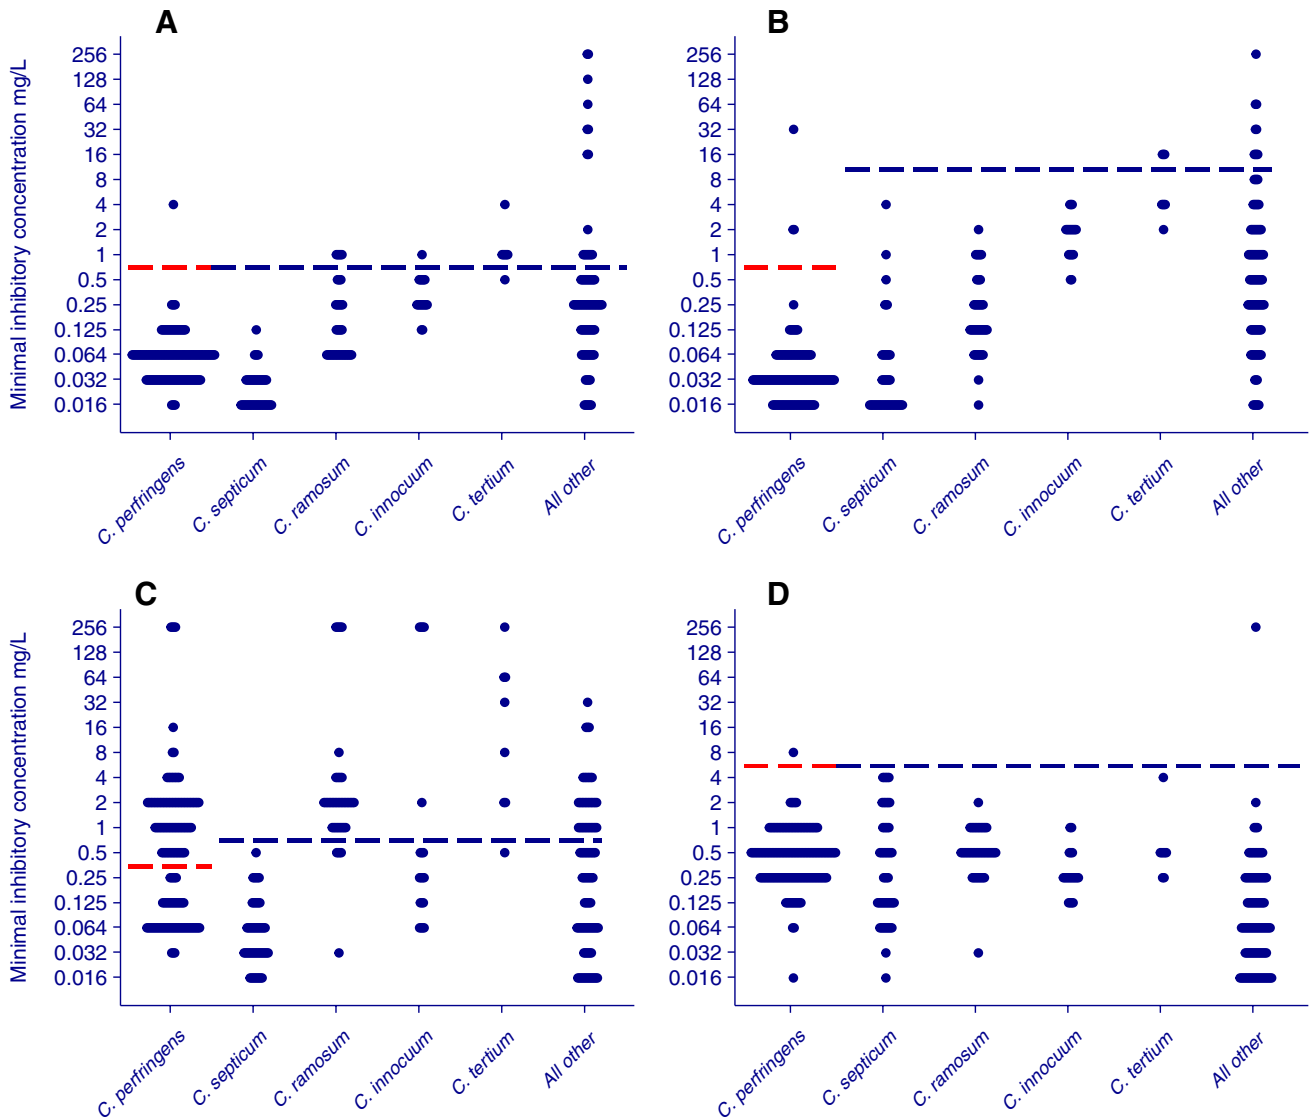 A
B
Minimal inhibitory concentration mg/L
256
128
64
32
16
8
4
2
1
0.5
0.25
0.125
0.064
0.032
0.016
C. perfringens
C. septicum
C. ramosum
C. innocuum
C. tertium
All other
256
128
64
32
16
8
4
2
1
0.5
0.25
0.125
0.064
0.032
0.016
C. perfringens
C. septicum
C. ramosum
C. innocuum
C. tertium
All other
C
D
Minimal inhibitory concentration mg/L
256
128
64
32
16
8
4
2
1
0.5
0.25
0.125
0.064
0.032
0.016
C. perfringens
C. septicum
C. ramosum
C. innocuum
C. tertium
All other
256
128
64
32
16
8
4
2
1
0.5
0.25
0.125
0.064
0.032
0.016
C. perfringens
C. septicum
C. ramosum
C. innocuum
C. tertium
All other